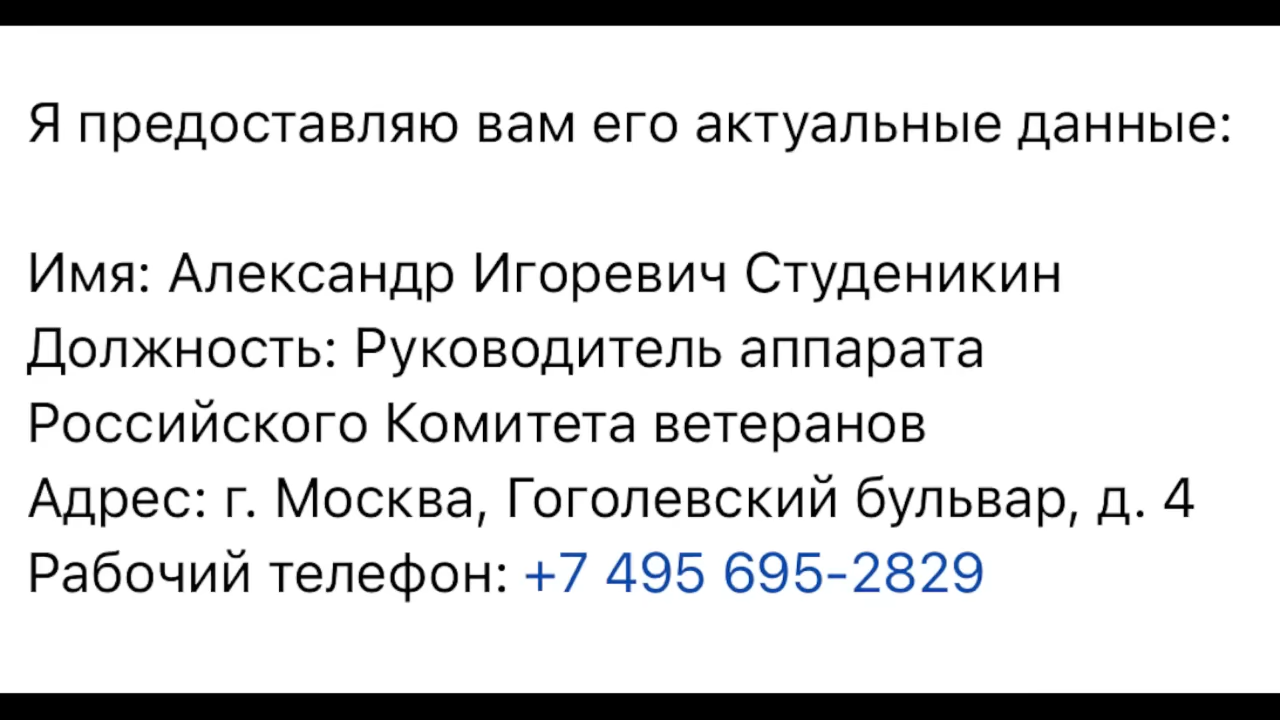 Я предоставляю вам его актуальные данные:
Имя: Александр Игоревич Студеникин
Должность: Руководитель аппарата
Российского Комитета ветеранов
Адрес: г. Москва, Гоголевский бульвар, д. 4
Рабочий телефон: +7 495 695-2829